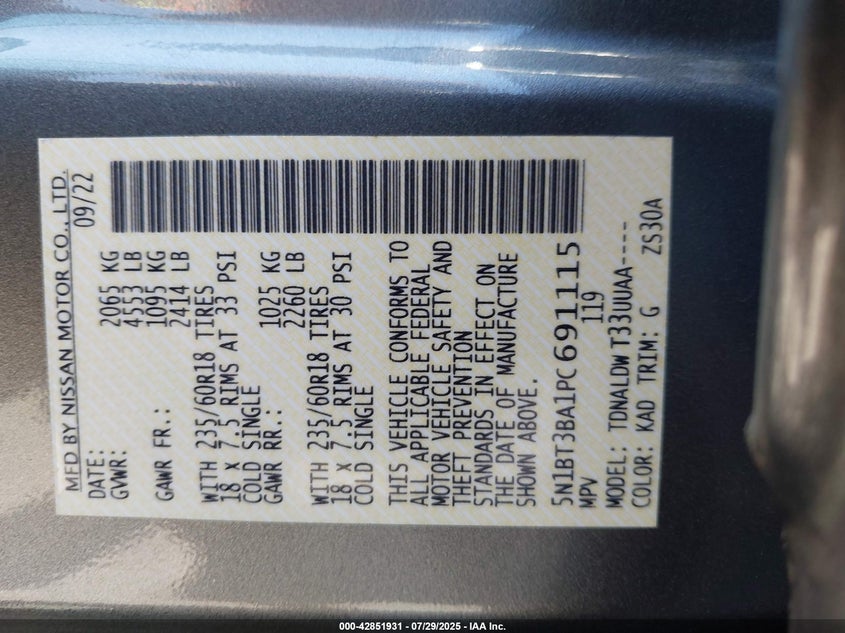 MFD BY NISSAN MOTOR CO., LTD.
DATE: 09/22
GVWR: 2065 KG
4553 LB
GAWR FR.: 1095 KG
2414 LB
WITH 235/60R18 TIRES
18 x 7.5 RIMS AT 33 PSI
COLD SINGLE
GAWR RR.: 1025 KG
2260 LB
WITH 235/60R18 TIRES
18 x 7.5 RIMS AT 30 PSI
COLD SINGLE
THIS VEHICLE CONFORMS TO
ALL APPLICABLE FEDERAL
MOTOR VEHICLE SAFETY AND
THEFT PREVENTION
STANDARDS IN EFFECT ON
THE DATE OF MANUFACTURE
SHOWN ABOVE.
5N1BT3BA1PC691115
MPV 119
MODEL: TDNALDW T33UUAA----
COLOR: KAD TRIM: G ZS30A
000-42851931 - 07/29/2025 - IAA Inc.